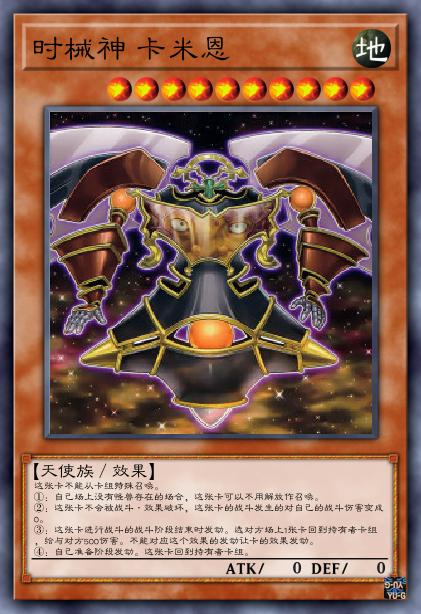 时械神 卡米恩
地
【天使族／效果】
这张卡不能从卡组特殊召唤。
①：自己场上没有怪兽存在的场合，这张卡可以不用解放作召唤。
②：这张卡不会被战斗·效果破坏，这张卡的战斗发生的对自己的战斗伤害变成
0。
③：这张卡进行战斗的战斗阶段结束时发动。选对方场上1张卡回到持有者卡组
，给与对方500伤害。不能对应这个效果的发动让卡的效果发动。
④：自己准备阶段发动。这张卡回到持有者卡组。
ATK/ 0 DEF/ 0